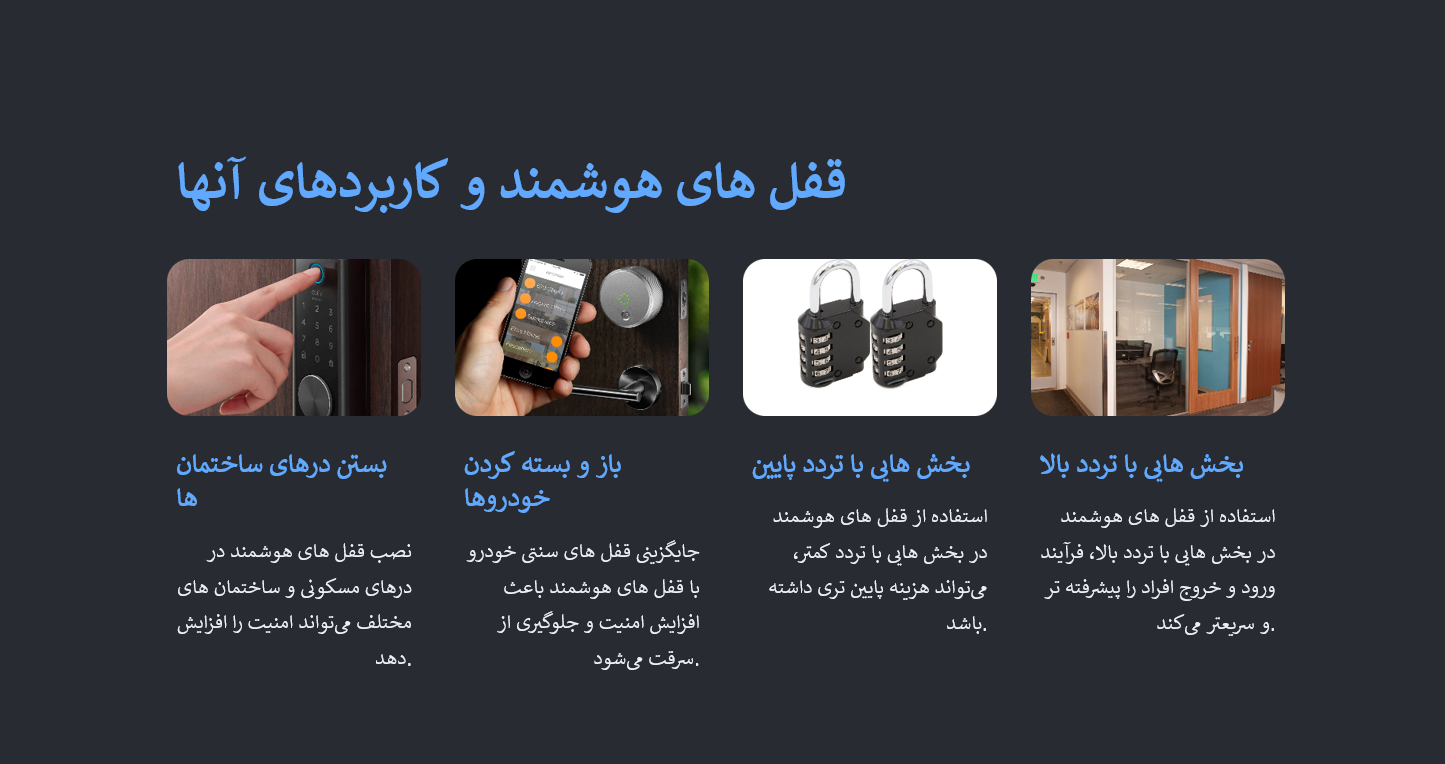 قفل های هوشمند و کاربردهای آنها
بخش هایی با تردد بالا
استفاده از قفل های هوشمند
در بخش هایی با تردد بالا، فرآیند
ورود و خروج افراد را پیشرفته تر
و سریعتر می‌کند.
بخش هایی با تردد پایین
استفاده از قفل های هوشمند
در بخش هایی با تردد کمتر،
می‌تواند هزینه پایین تری داشته
باشد.
باز و بسته کردن
خودروها
جایگزینی قفل های سنتی خودرو
با قفل های هوشمند باعث
افزایش امنیت و جلوگیری از
سرقت می‌شود.
بستن درهای ساختمان
ها
نصب قفل های هوشمند در
درهای مسکونی و ساختمان های
مختلف می‌تواند امنیت را افزایش
دهد.